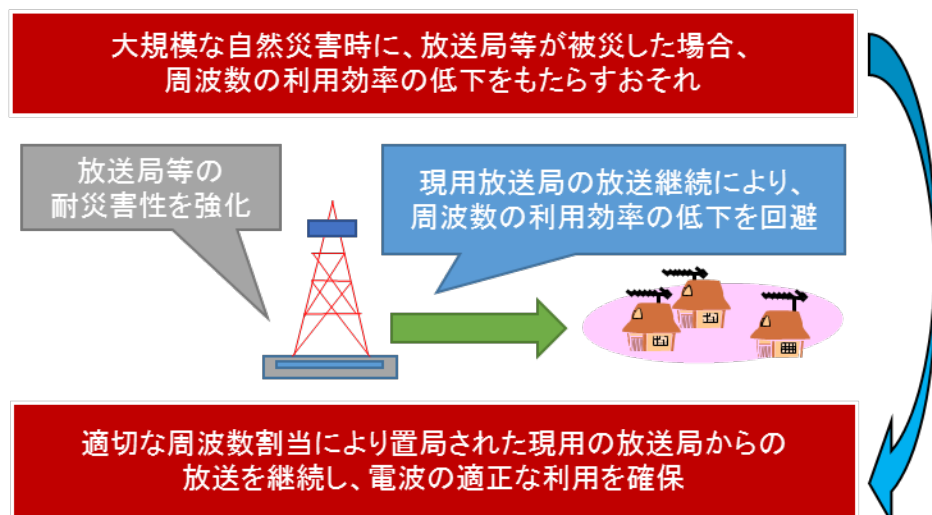 大規模な自然災害時に、放送局等が被災した場合、
周波数の利用効率の低下をもたらすおそれ
放送局等の
耐災害性を強化
現用放送局の放送継続により、
周波数の利用効率の低下を回避
適切な周波数割当により置局された現用の放送局からの
放送を継続し、電波の適正な利用を確保